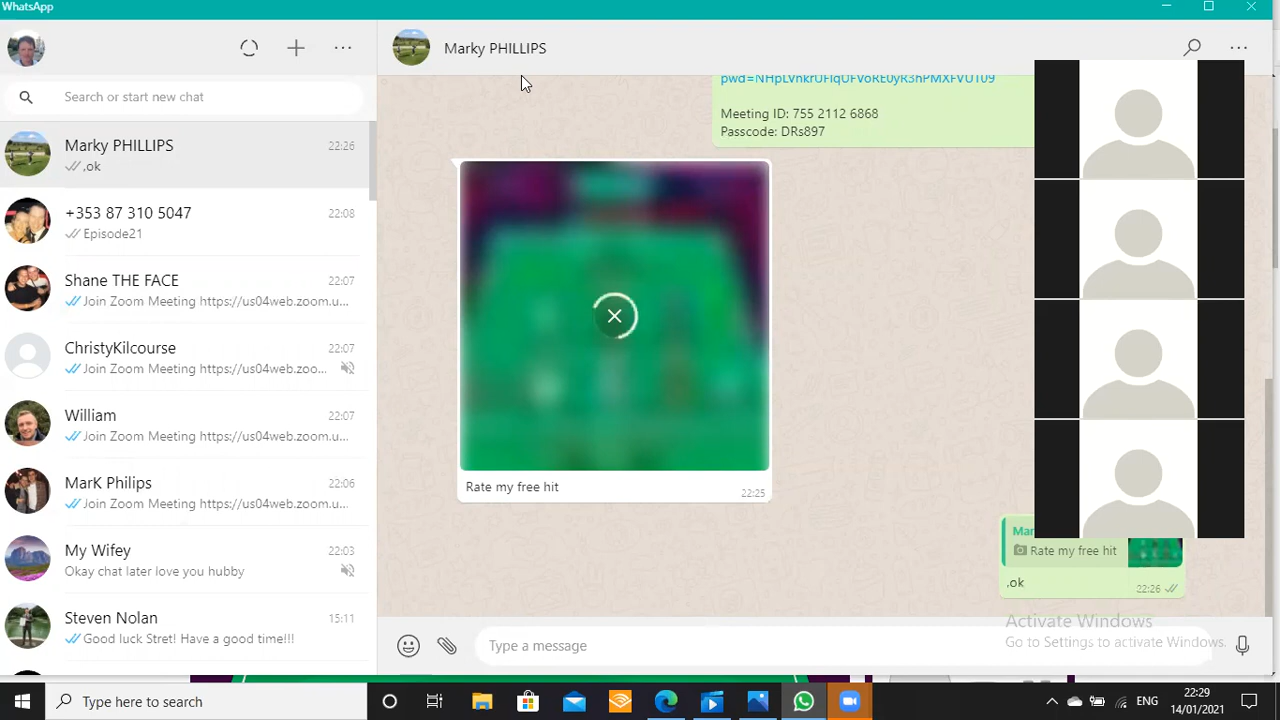 WhatsApp
Marky PHILLIPS
Search or start new chat
Marky PHILLIPS 22:26
,ok
+353 87 310 5047 22:08
Episode21
Shane THE FACE 22:07
Join Zoom Meeting https://us04web.zoom.u...
ChristyKilcourse 22:07
Join Zoom Meeting https://us04web.zoo...
William 22:07
Join Zoom Meeting https://us04web.zoom.u...
MarK Philips 22:06
Join Zoom Meeting https://us04web.zoom.u...
My Wifey 22:03
Okay chat later love you hubby
Steven Nolan 15:11
Good luck Stret! Have a good time!!!
Meeting ID: 755 2112 6868
Passcode: DRs897
Rate my free hit
22:25
Mar
Rate my free hit
,ok
22:26
Type a message
Activate Windows
Go to Settings to activate Windows.
Type here to search
ENG
22:29
14/01/2021